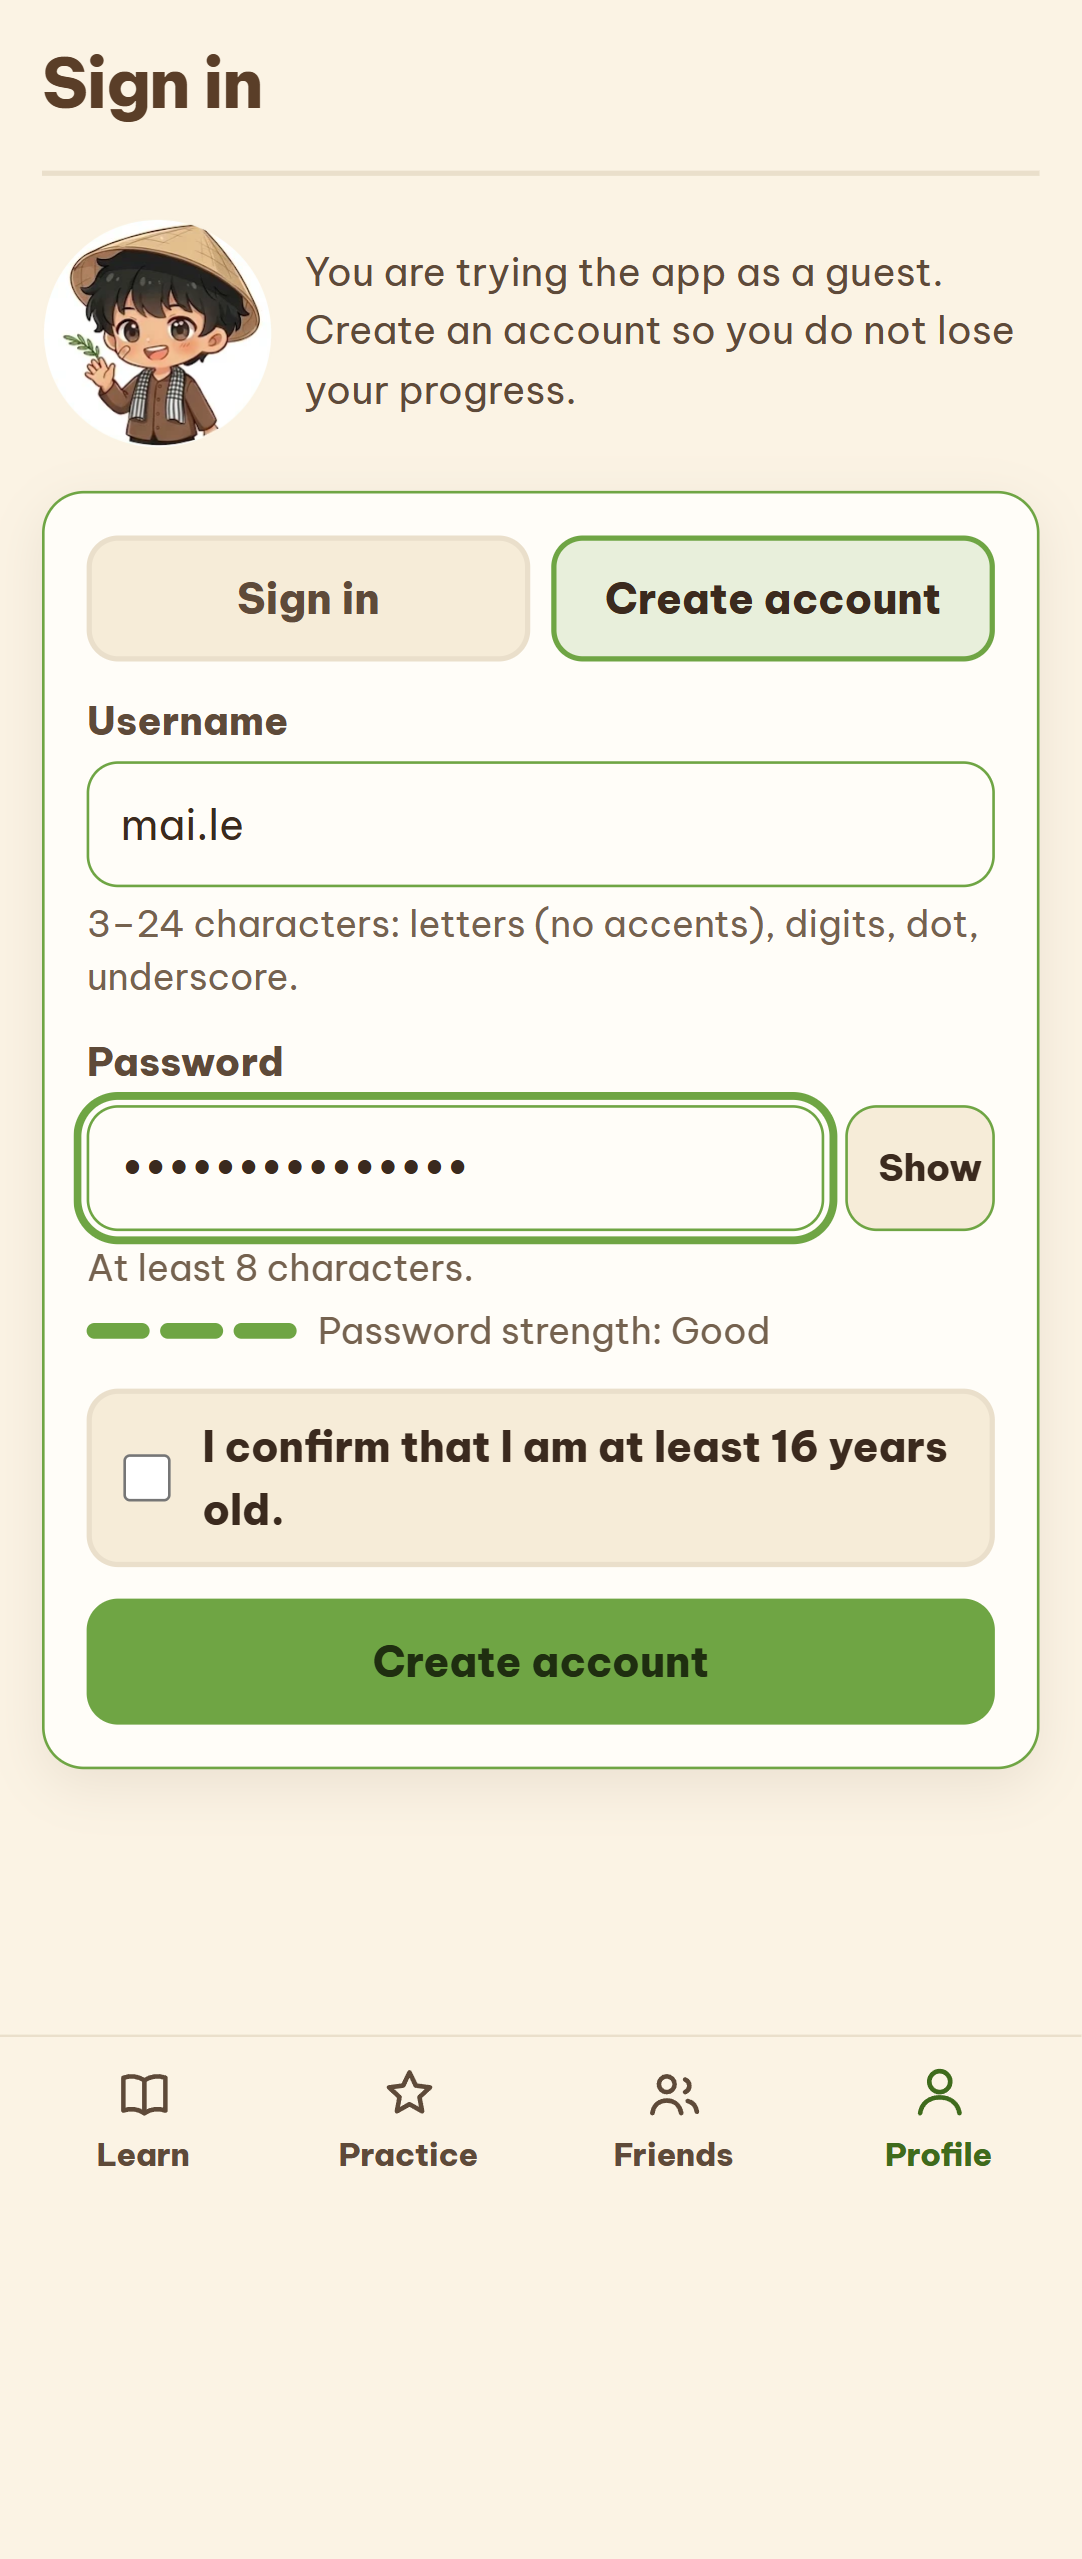 Sign in
You are trying the app as a guest.
Create an account so you do not lose
your progress.
Sign in
Create account
Username
mai.le
3–24 characters: letters (no accents), digits, dot,
underscore.
Password
•••••••••••••••
Show
At least 8 characters.
Password strength: Good
I confirm that I am at least 16 years
old.
Create account
Learn
Practice
Friends
Profile